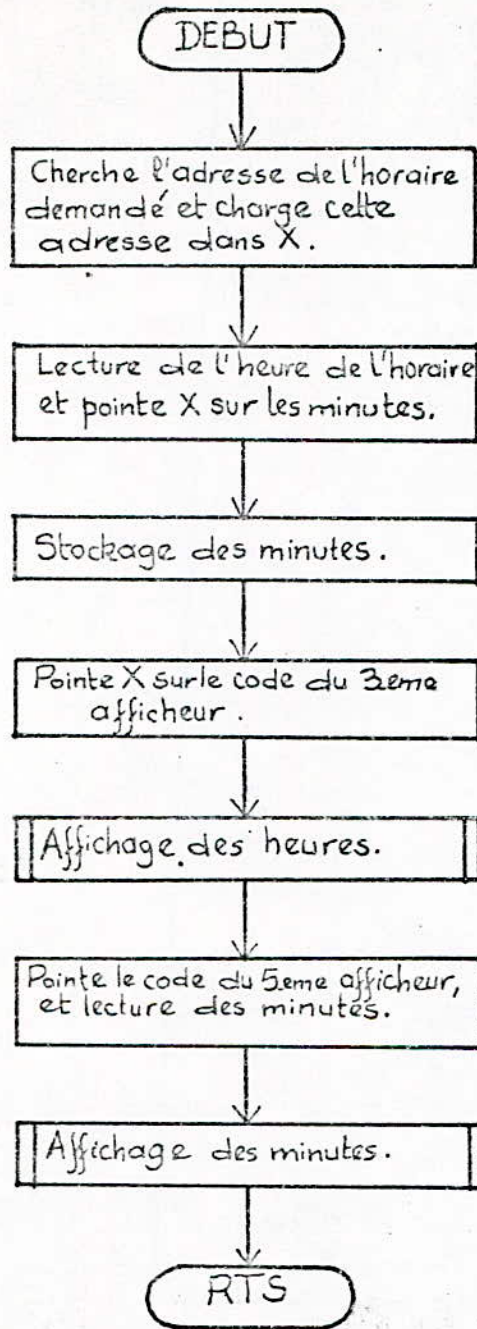 DEBUT
Cherche l'adresse de l'horaire
demandé et charge cette
adresse dans X.
Lecture de l'heure de l'horaire
et pointe X sur les minutes.
Stockage des minutes.
Pointe X sur le code du 3eme
afficheur.
Affichage des heures.
Pointe le code du 5eme afficheur,
et lecture des minutes.
Affichage des minutes.
RTS